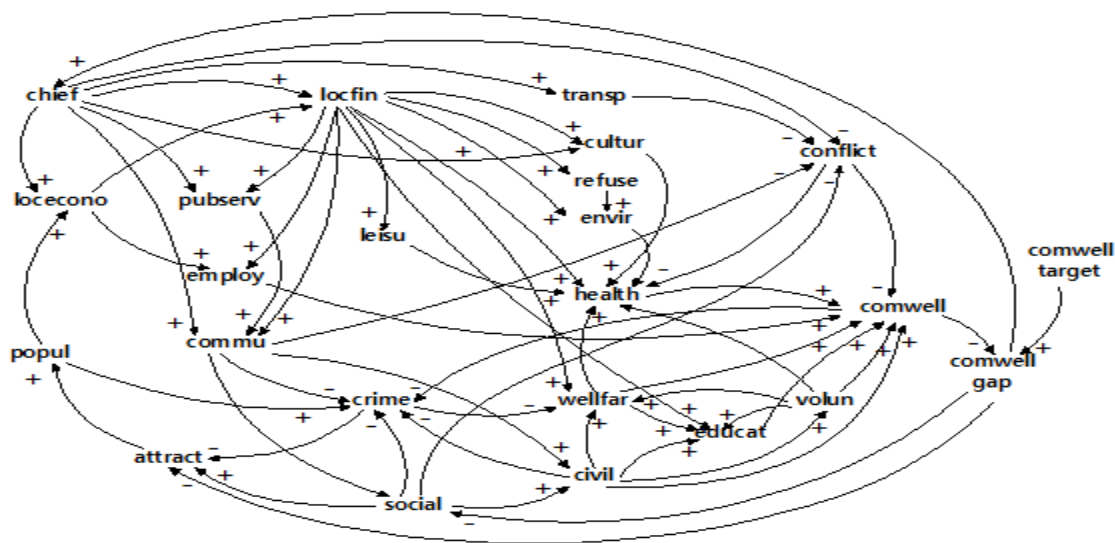 chief
locfin
transp
cultur
conflict
refuse
locecono
pubserv
envir
leisu
comwell
target
employ
health
comwell
commu
popul
comwell
gap
crime
wellfar
volun
educat
attract
civil
social